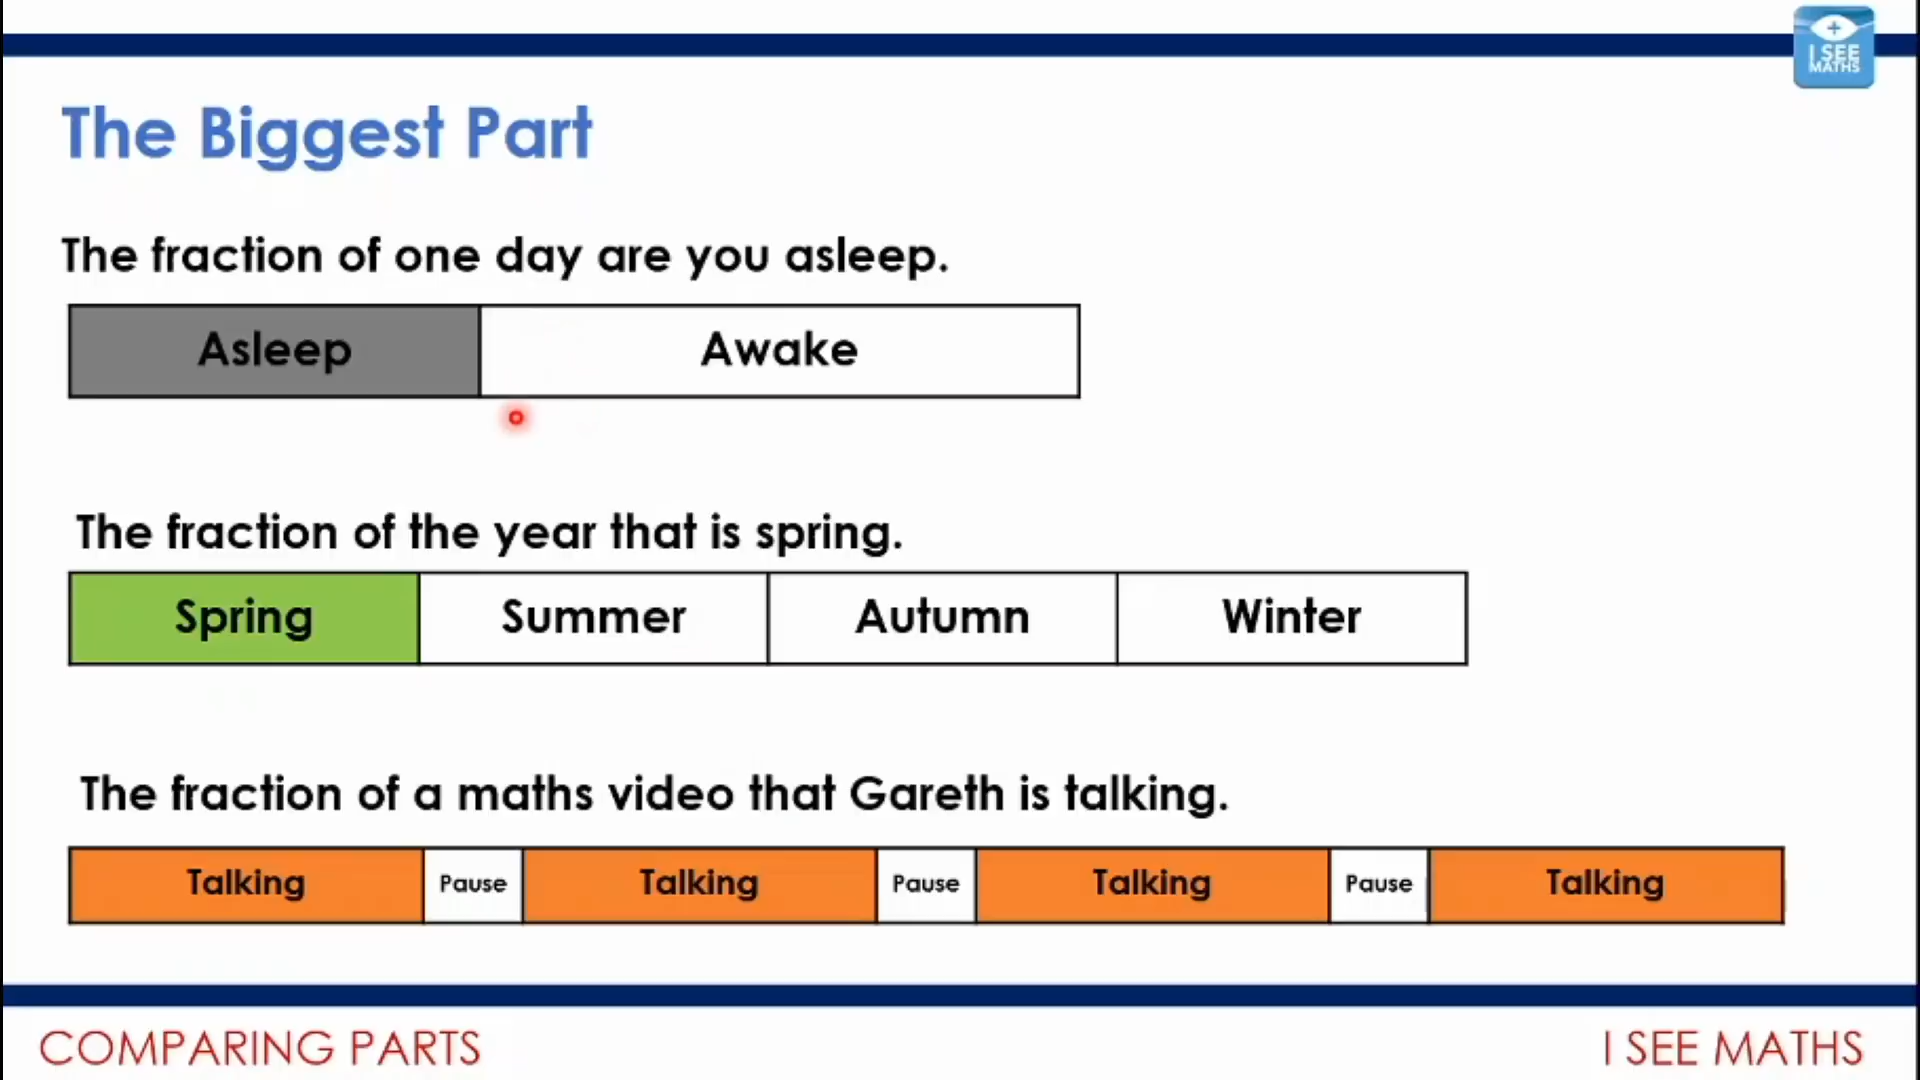 I SEE
MATHS
The Biggest Part
The fraction of one day are you asleep.
Asleep Awake
The fraction of the year that is spring.
Spring Summer Autumn Winter
The fraction of a maths video that Gareth is talking.
Talking Pause Talking Pause Talking Pause Talking
COMPARING PARTS I SEE MATHS